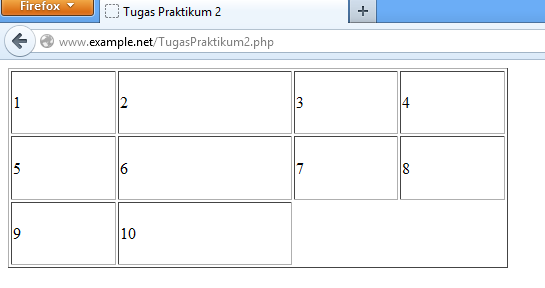 Firefox
Tugas Praktikum 2
www.example.net/TugasPraktikum2.php
1 2 3 4
5 6 7 8
9 10